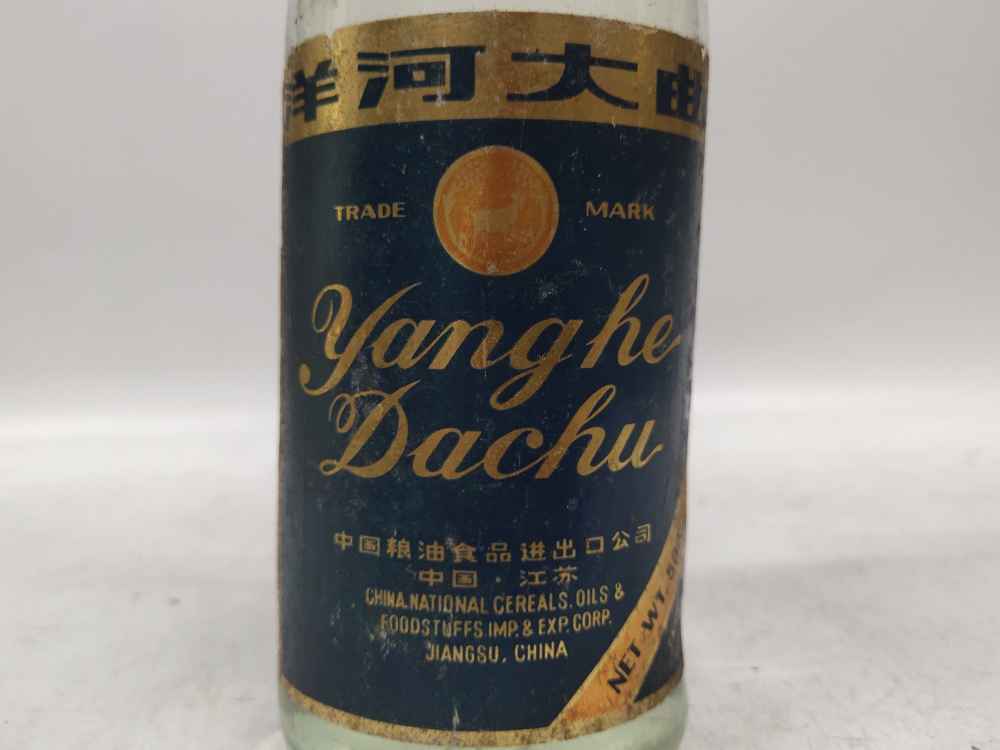 洋河大曲
TRADE MARK
Yanghe
Dachu
中国粮油食品进出口公司
中国·江苏
CHINA.NATIONAL CEREALS. OILS &
FOODSTUFFS IMP. & EXP. CORP.
JIANGSU, CHINA
NET WT.